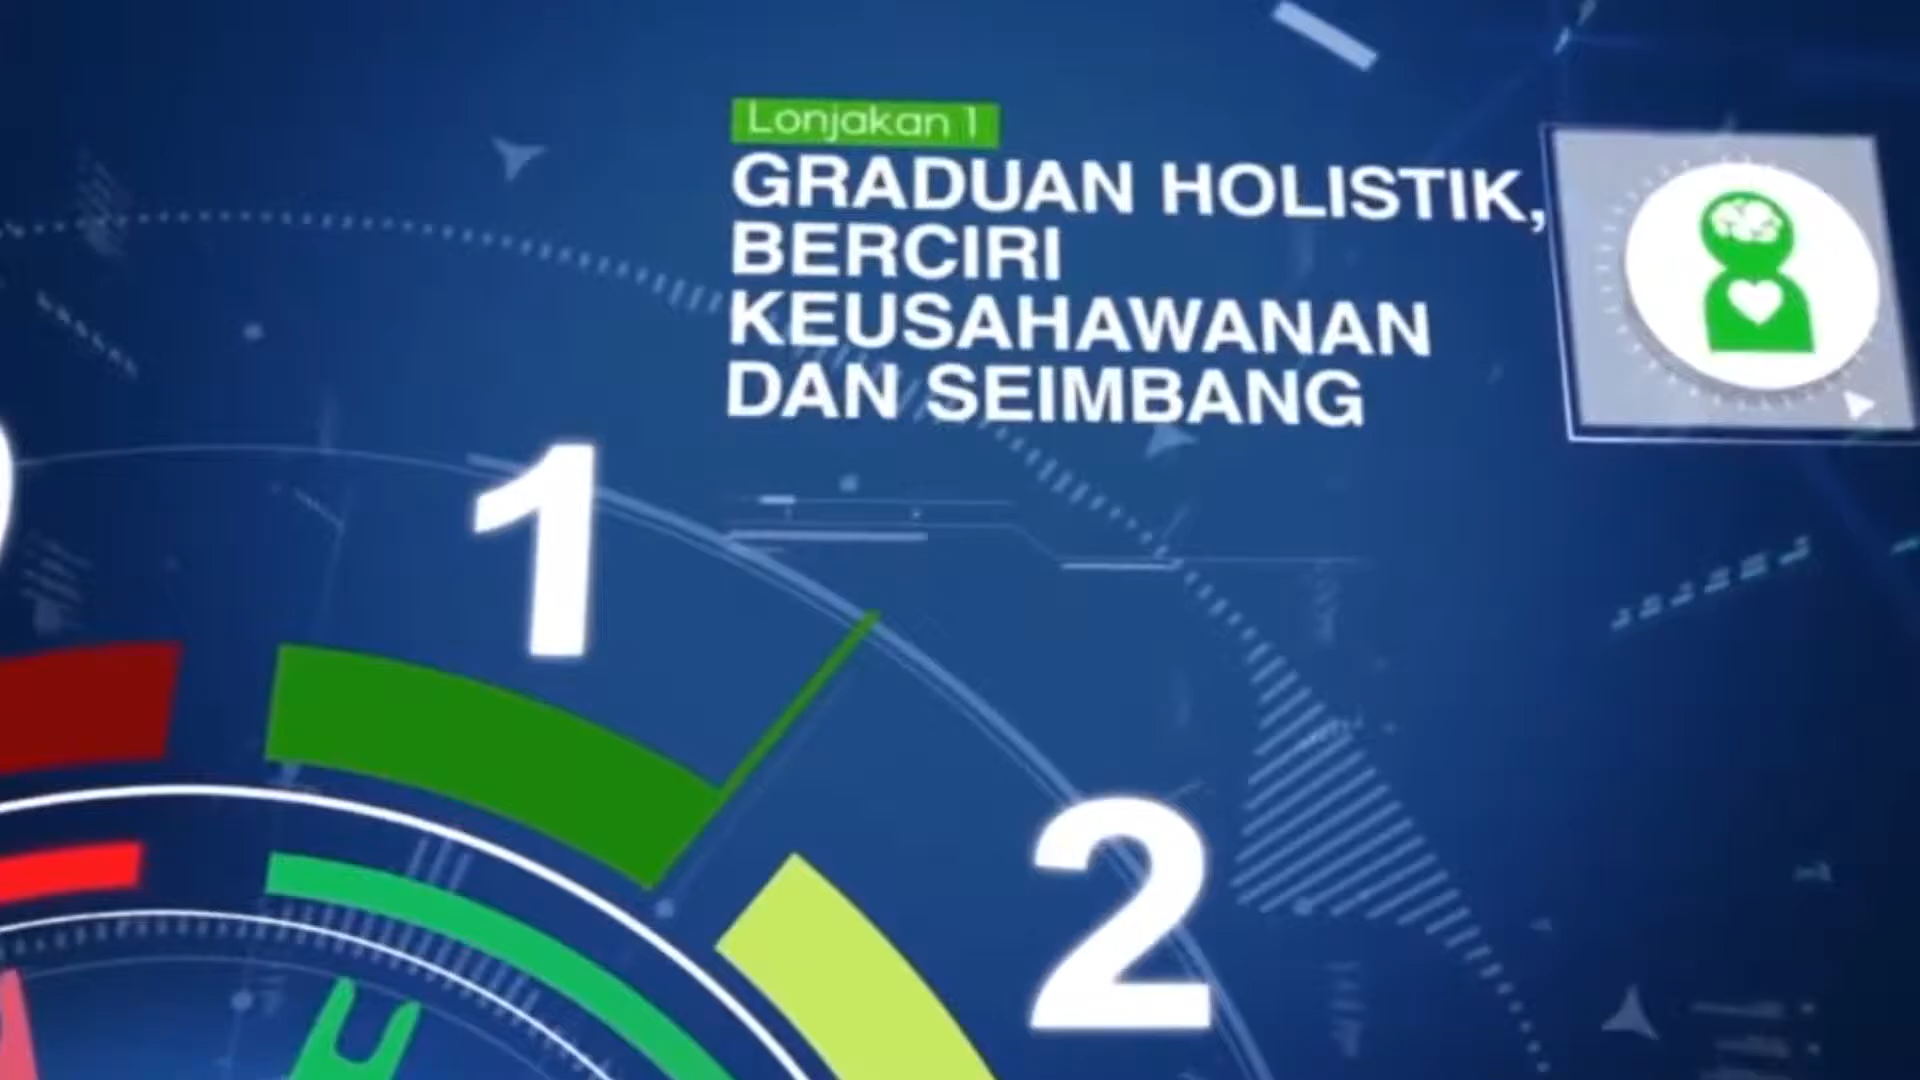 Lonjakan 1
GRADUAN HOLISTIK,
BERCIRI
KEUSAHAWANAN
DAN SEIMBANG
1
2